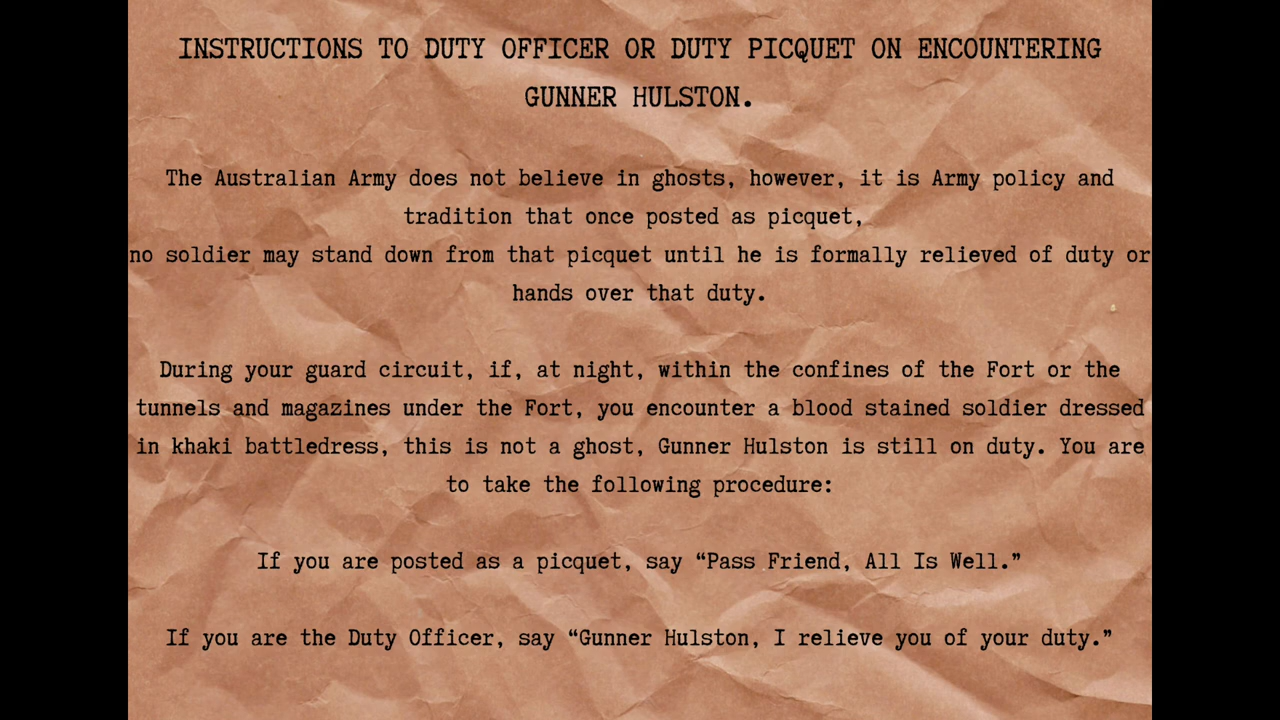 INSTRUCTIONS TO DUTY OFFICER OR DUTY PICQUET ON ENCOUNTERING
GUNNER HULSTON.
The Australian Army does not believe in ghosts, however, it is Army policy and
tradition that once posted as picquet,
no soldier may stand down from that picquet until he is formally relieved of duty or
hands over that duty.
During your guard circuit, if, at night, within the confines of the Fort or the
tunnels and magazines under the Fort, you encounter a blood stained soldier dressed
in khaki battledress, this is not a ghost, Gunner Hulston is still on duty. You are
to take the following procedure:
If you are posted as a picquet, say “Pass Friend, All Is Well.”
If you are the Duty Officer, say “Gunner Hulston, I relieve you of your duty.”